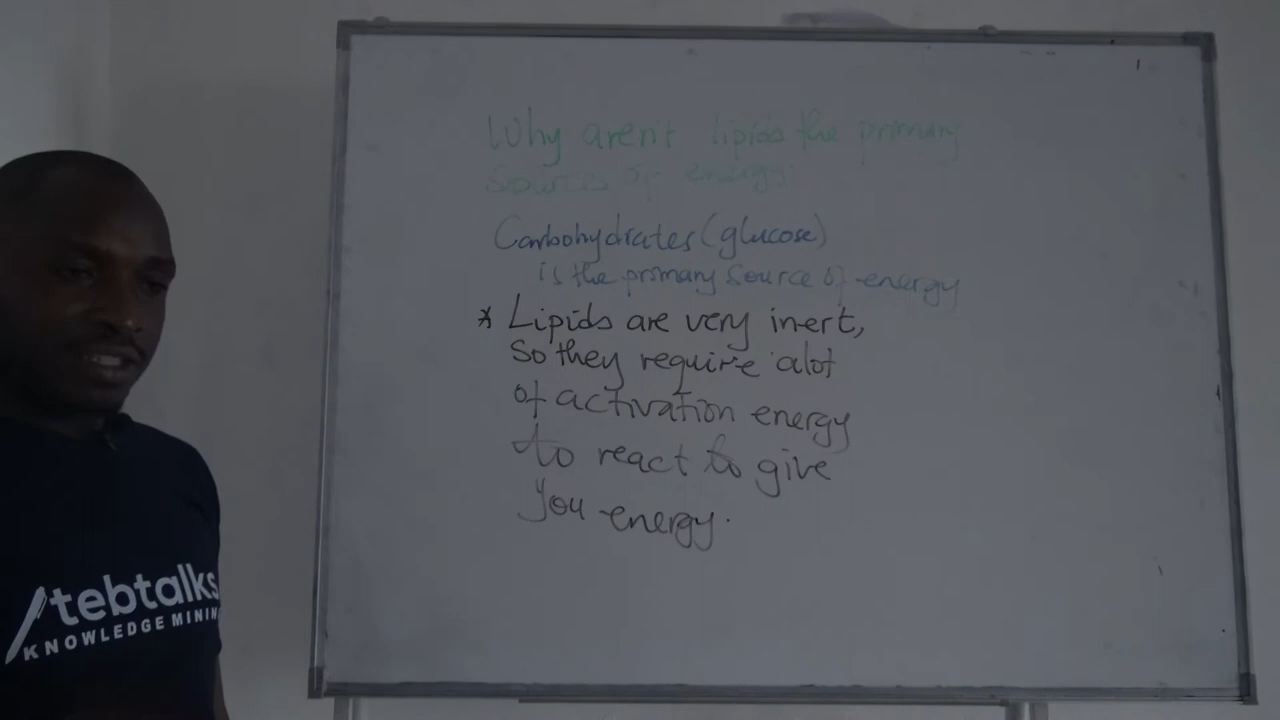 Why aren't lipids the primary
sources of energy
Carbohydrates (glucose)
is the primary source of energy
* Lipids are very inert,
So they require alot
of activation energy
to react to give
you energy.
tebtalks
KNOWLEDGE MININ